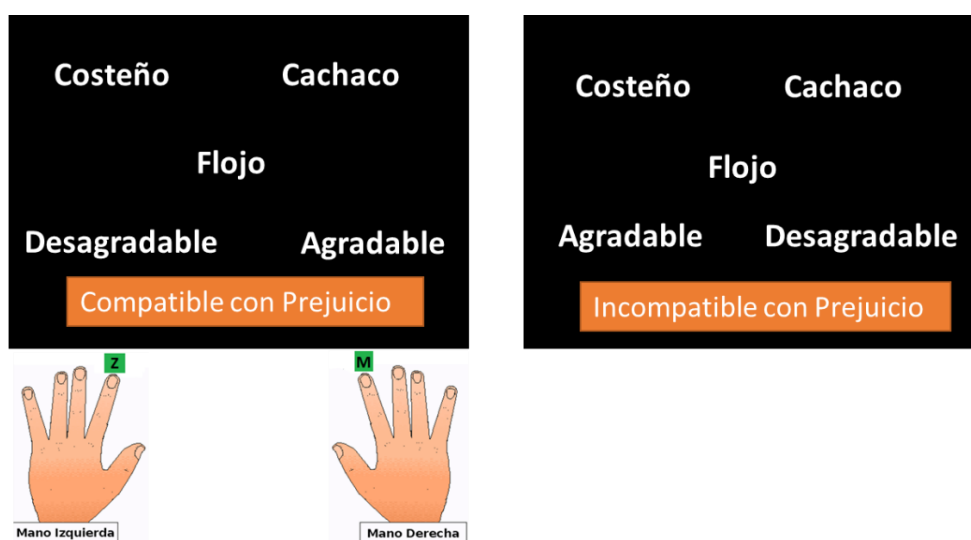 Costeño Cachaco
Flojo
Desagradable Agradable
Compatible con Prejuicio
Z M
Mano Izquierda Mano Derecha
Costeño Cachaco
Flojo
Agradable Desagradable
Incompatible con Prejuicio